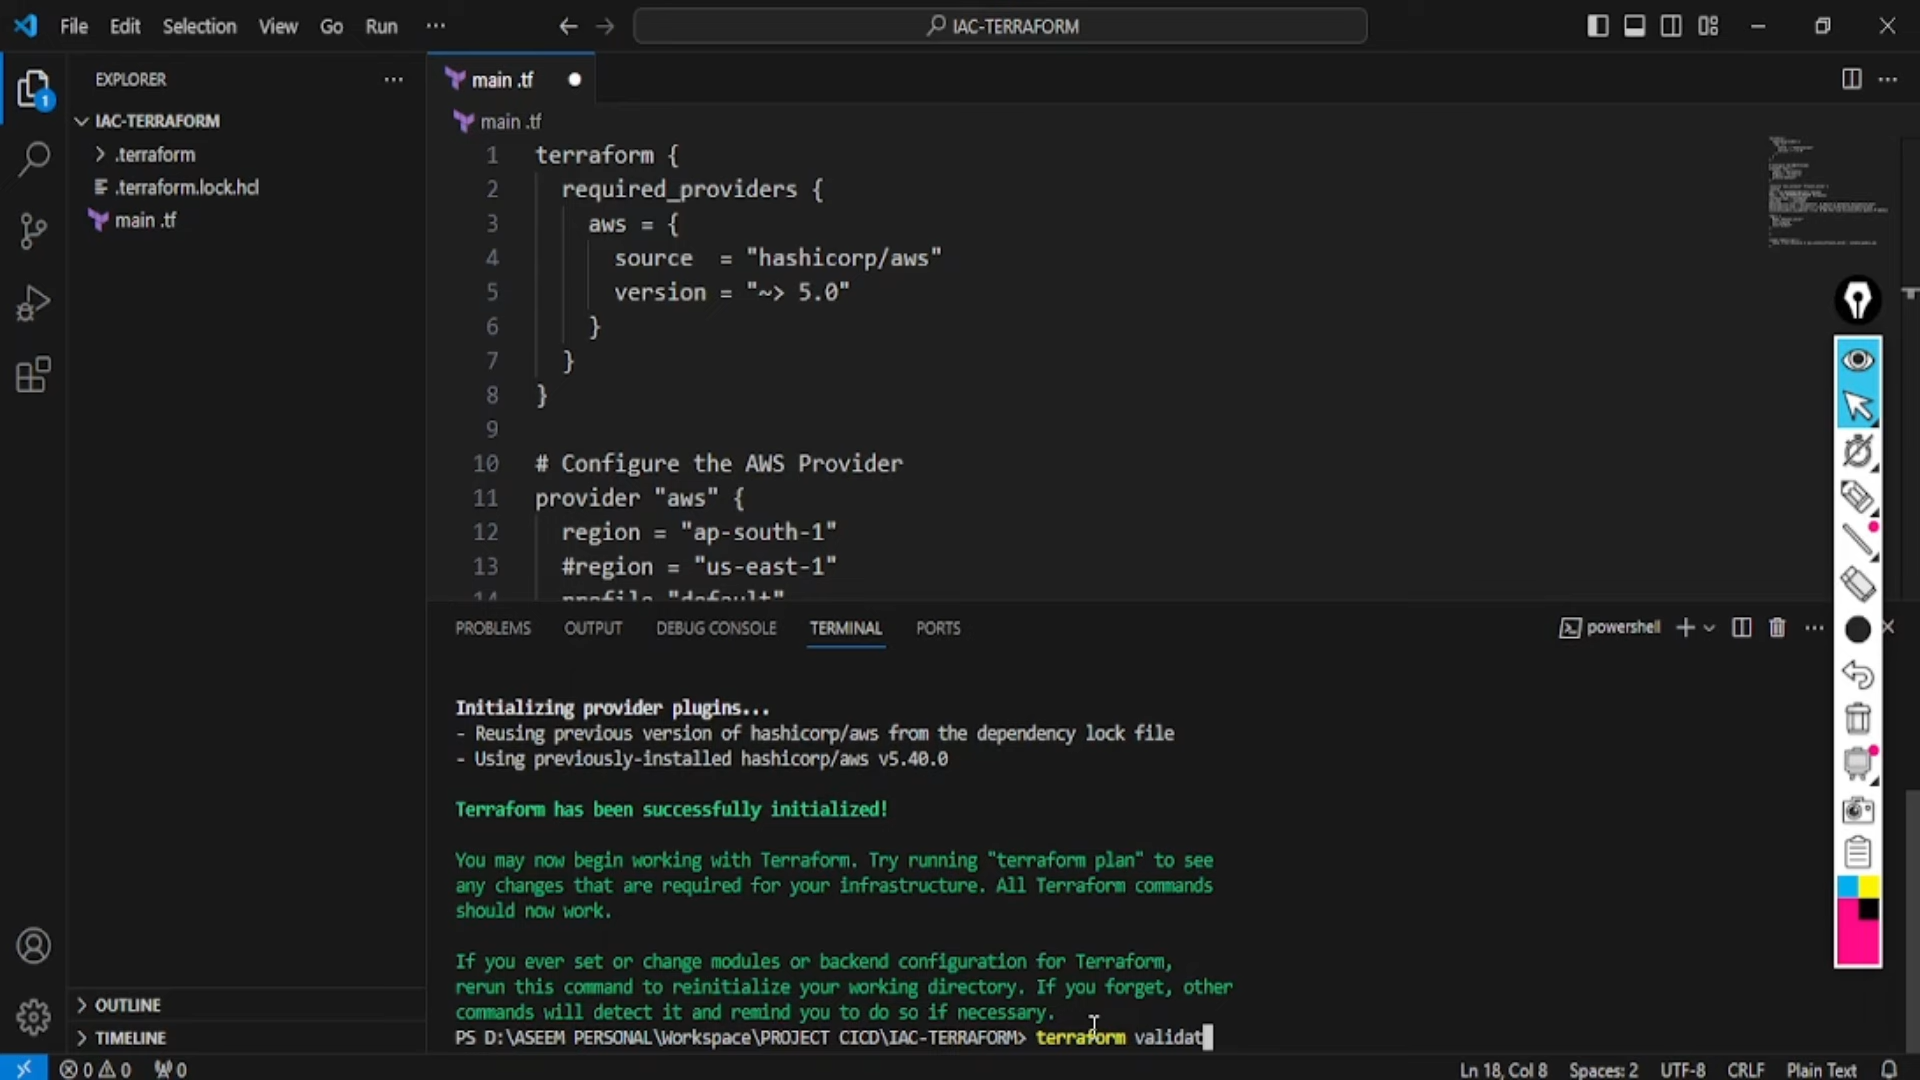 File Edit Selection View Go Run ··· IAC-TERRAFORM
EXPLORER ···
IAC-TERRAFORM
.terraform
.terraform.lock.hcl
main .tf
OUTLINE
TIMELINE
1
main .tf
main .tf
1 terraform {
2 required_providers {
3 aws = {
4 source = "hashicorp/aws"
5 version = "~> 5.0"
6 }
7 }
8 }
9
10 # Configure the AWS Provider
11 provider "aws" {
12 region = "ap-south-1"
13 #region = "us-east-1"
14 profile "default"
PROBLEMS OUTPUT DEBUG CONSOLE TERMINAL PORTS powershell
Initializing provider plugins...
- Reusing previous version of hashicorp/aws from the dependency lock file
- Using previously-installed hashicorp/aws v5.40.0
Terraform has been successfully initialized!
You may now begin working with Terraform. Try running "terraform plan" to see
any changes that are required for your infrastructure. All Terraform commands
should now work.
If you ever set or change modules or backend configuration for Terraform,
rerun this command to reinitialize your working directory. If you forget, other
commands will detect it and remind you to do so if necessary.
PS D:\ASEEM PERSONAL\Workspace\PROJECT CICD\IAC-TERRAFORM> terraform validat
0 0 0 Ln 18, Col 8 Spaces: 2 UTF-8 CRLF Plain Text